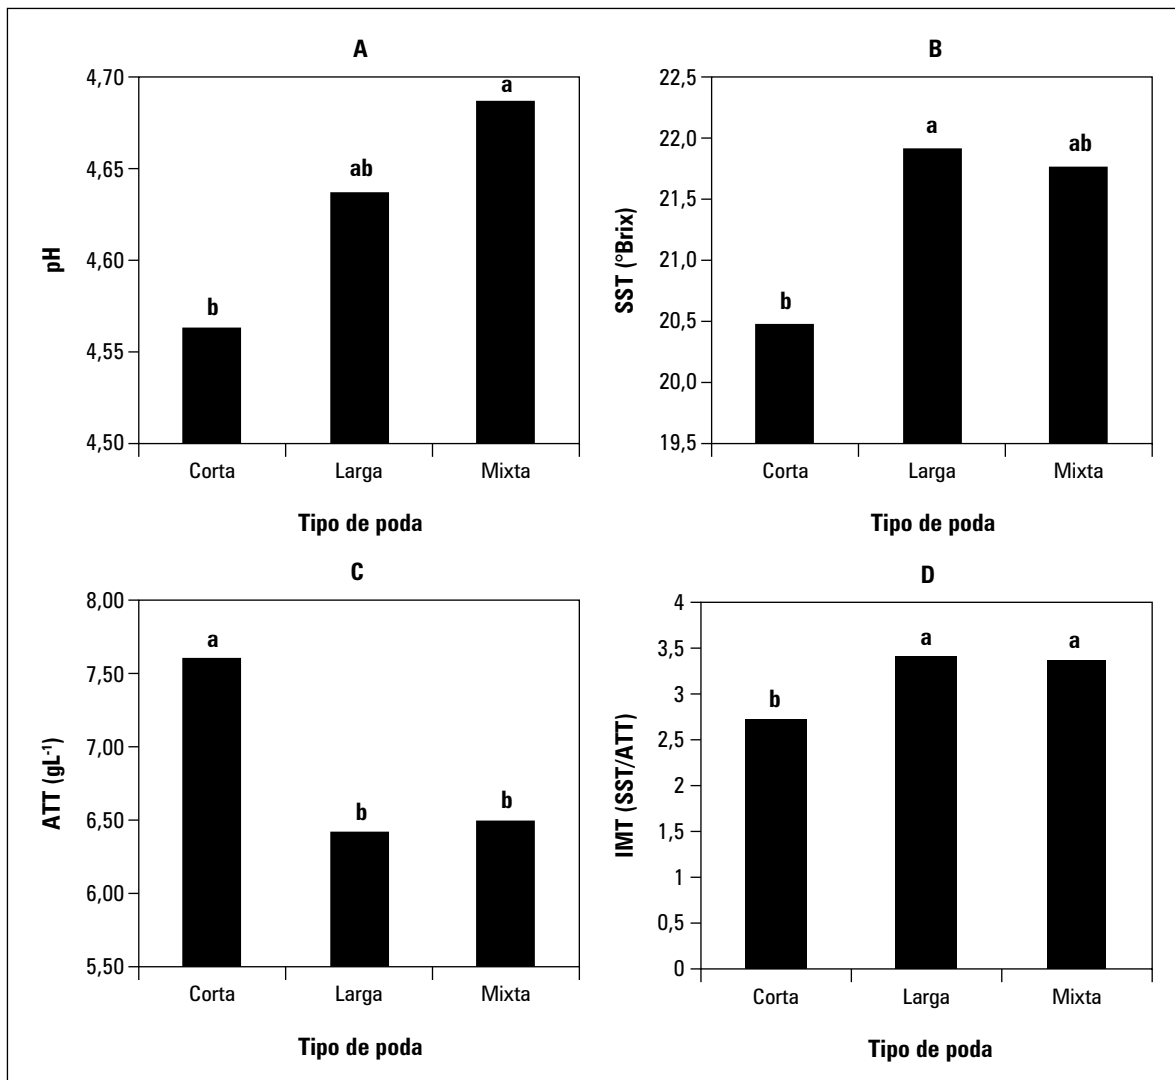 A
4,70
4,65
4,60
4,55
4,50
pH
b
ab
a
Corta Larga Mixta
Tipo de poda
B
22,5
22,0
21,5
21,0
20,5
20,0
19,5
SST (°Brix)
b
a
ab
Corta Larga Mixta
Tipo de poda
C
8,00
7,50
7,00
6,50
6,00
5,50
ATT (gL⁻¹)
a
b
b
Corta Larga Mixta
Tipo de poda
D
4
3,5
3
2,5
2
1,5
1
0,5
0
IMT (SST/ATT)
b
a
a
Corta Larga Mixta
Tipo de poda